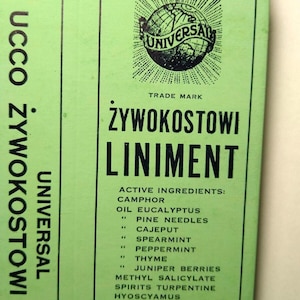 UNIVERSAL
TRADE MARK
ŻYWOKOSTOWI
LINIMENT
ACTIVE INGREDIENTS:
CAMPHOR
OIL EUCALYPTUS
" PINE NEEDLES
" CAJEPUT
" SPEARMINT
" PEPPERMINT
" THYME
" JUNIPER BERRIES
METHYL SALICYLATE
SPIRITS TURPENTINE
HYOSCYAMUS
UNIVERSAL
UCCO ŻYWOKOSTOWI